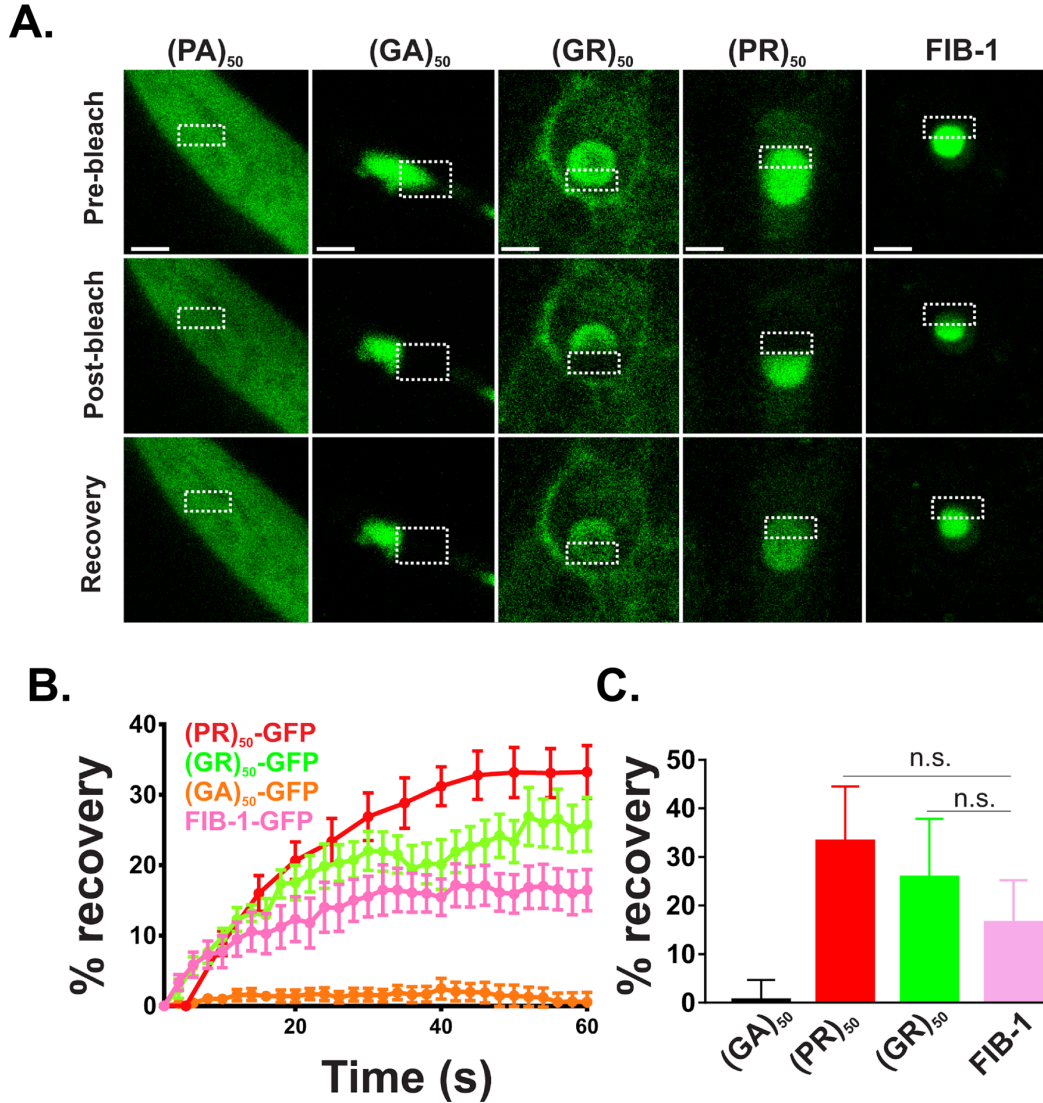 A.
(PA)₅₀ (GA)₅₀ (GR)₅₀ (PR)₅₀ FIB-1
Pre-bleach
Post-bleach
Recovery
B.
% recovery
40
30
20
10
0
(PR)₅₀-GFP
(GR)₅₀-GFP
(GA)₅₀-GFP
FIB-1-GFP
20 40 60
Time (s)
C.
% recovery
50
40
30
20
10
0
n.s.
n.s.
(GA)₅₀ (PR)₅₀ (GR)₅₀ FIB-1